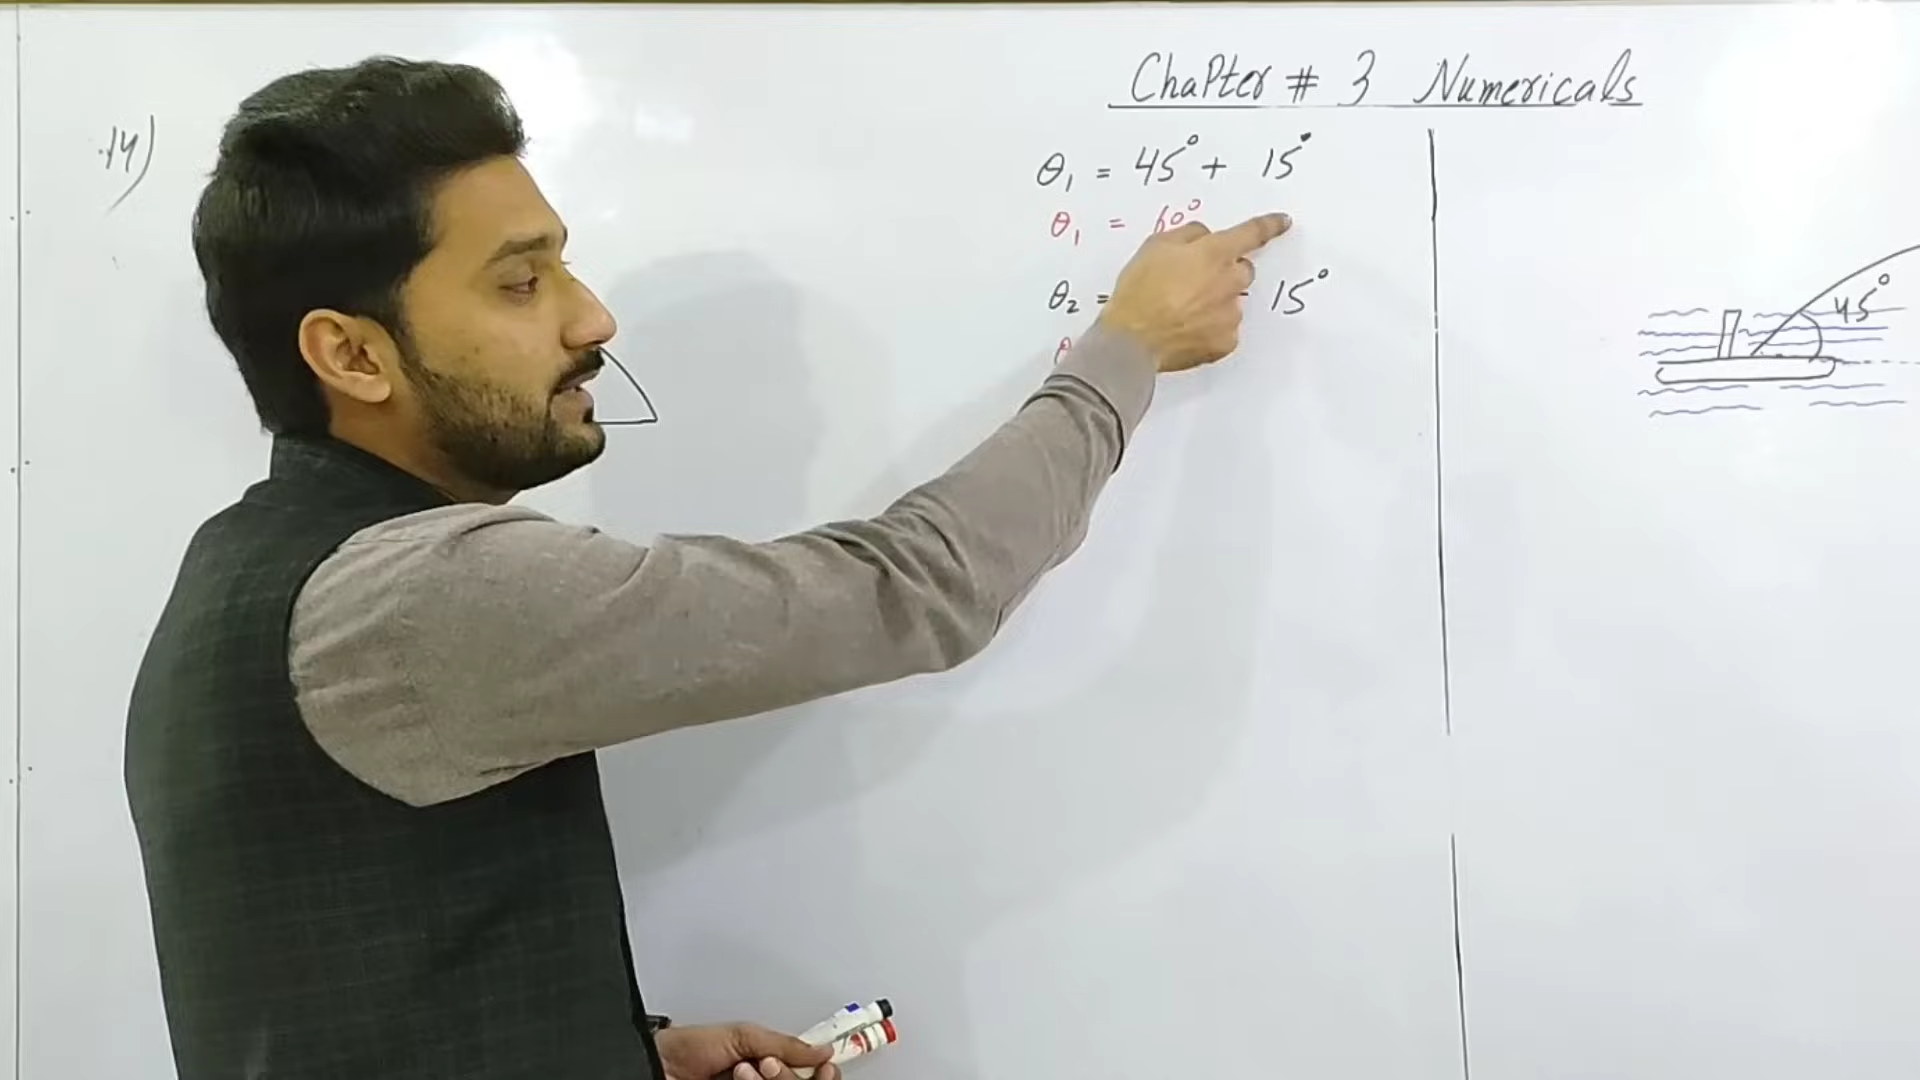 Chapter # 3 Numericals
14)
θ₁ = 45° + 15°
θ₁ = 60°
θ₂ = - 15°
θ
45°